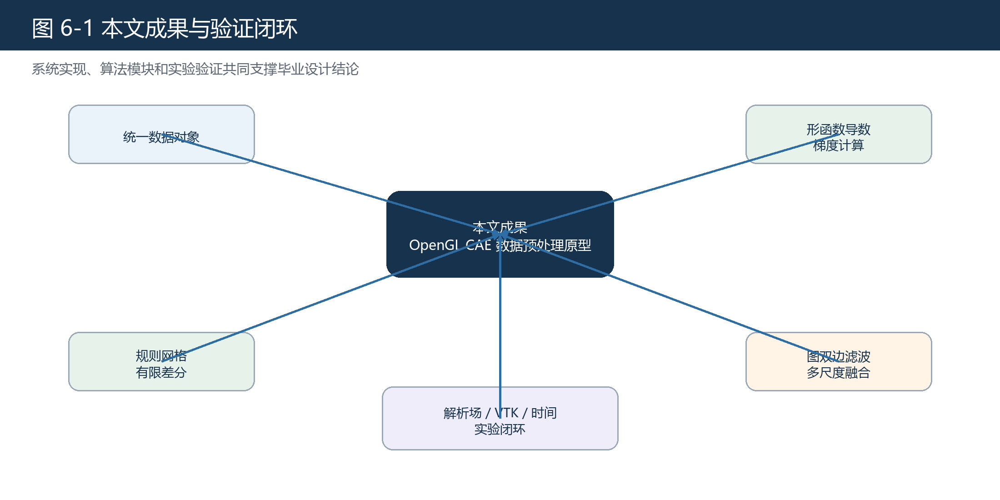 图 6-1 本文成果与验证闭环
系统实现、算法模块和实验验证共同支撑毕业设计结论
统一数据对象
形函数导数
梯度计算
本文成果
OpenGL CAE 数据预处理原型
规则网格
有限差分
图双边滤波
多尺度融合
解析场 / VTK / 时间
实验闭环